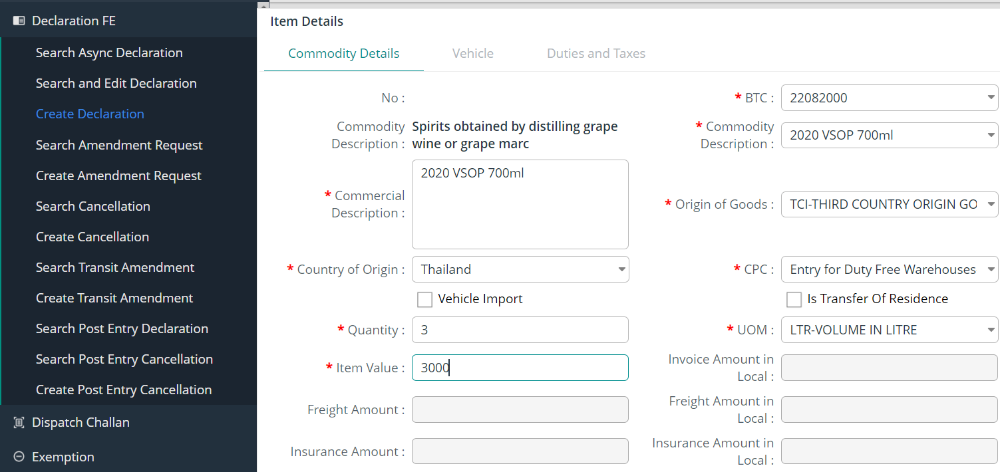 Declaration FE
Search Async Declaration
Search and Edit Declaration
Create Declaration
Search Amendment Request
Create Amendment Request
Search Cancellation
Create Cancellation
Search Transit Amendment
Create Transit Amendment
Search Post Entry Declaration
Search Post Entry Cancellation
Create Post Entry Cancellation
Dispatch Challan
Exemption
Item Details
Commodity Details Vehicle Duties and Taxes
No :
* BTC : 22082000
Commodity
Description :
Spirits obtained by distilling grape
wine or grape marc
* Commodity
Description :
2020 VSOP 700ml
* Commercial
Description :
2020 VSOP 700ml
* Origin of Goods : TCI-THIRD COUNTRY ORIGIN GO
* Country of Origin : Thailand
* CPC : Entry for Duty Free Warehouses
Vehicle Import
Is Transfer Of Residence
* Quantity : 3
* UOM : LTR-VOLUME IN LITRE
* Item Value : 3000
Invoice Amount in
Local :
Freight Amount :
Freight Amount in
Local :
Insurance Amount :
Insurance Amount in
Local :